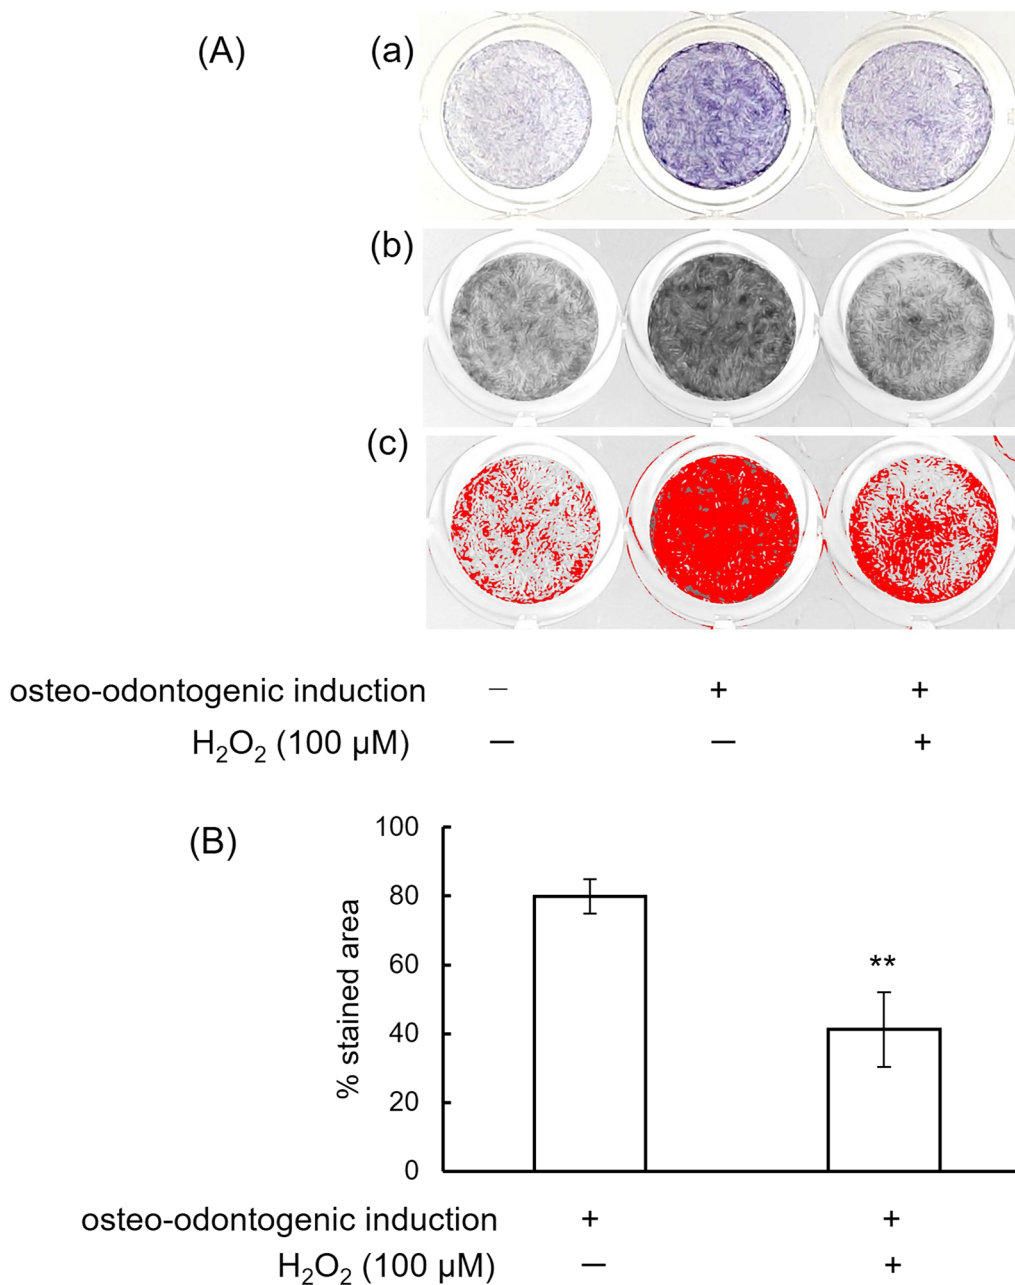 (A) (a)
(b)
(c)
osteo-odontogenic induction – + +
H₂O₂ (100 µM) — — +
(B)
100
80
60
40
20
0
% stained area
**
osteo-odontogenic induction + +
H₂O₂ (100 µM) — +